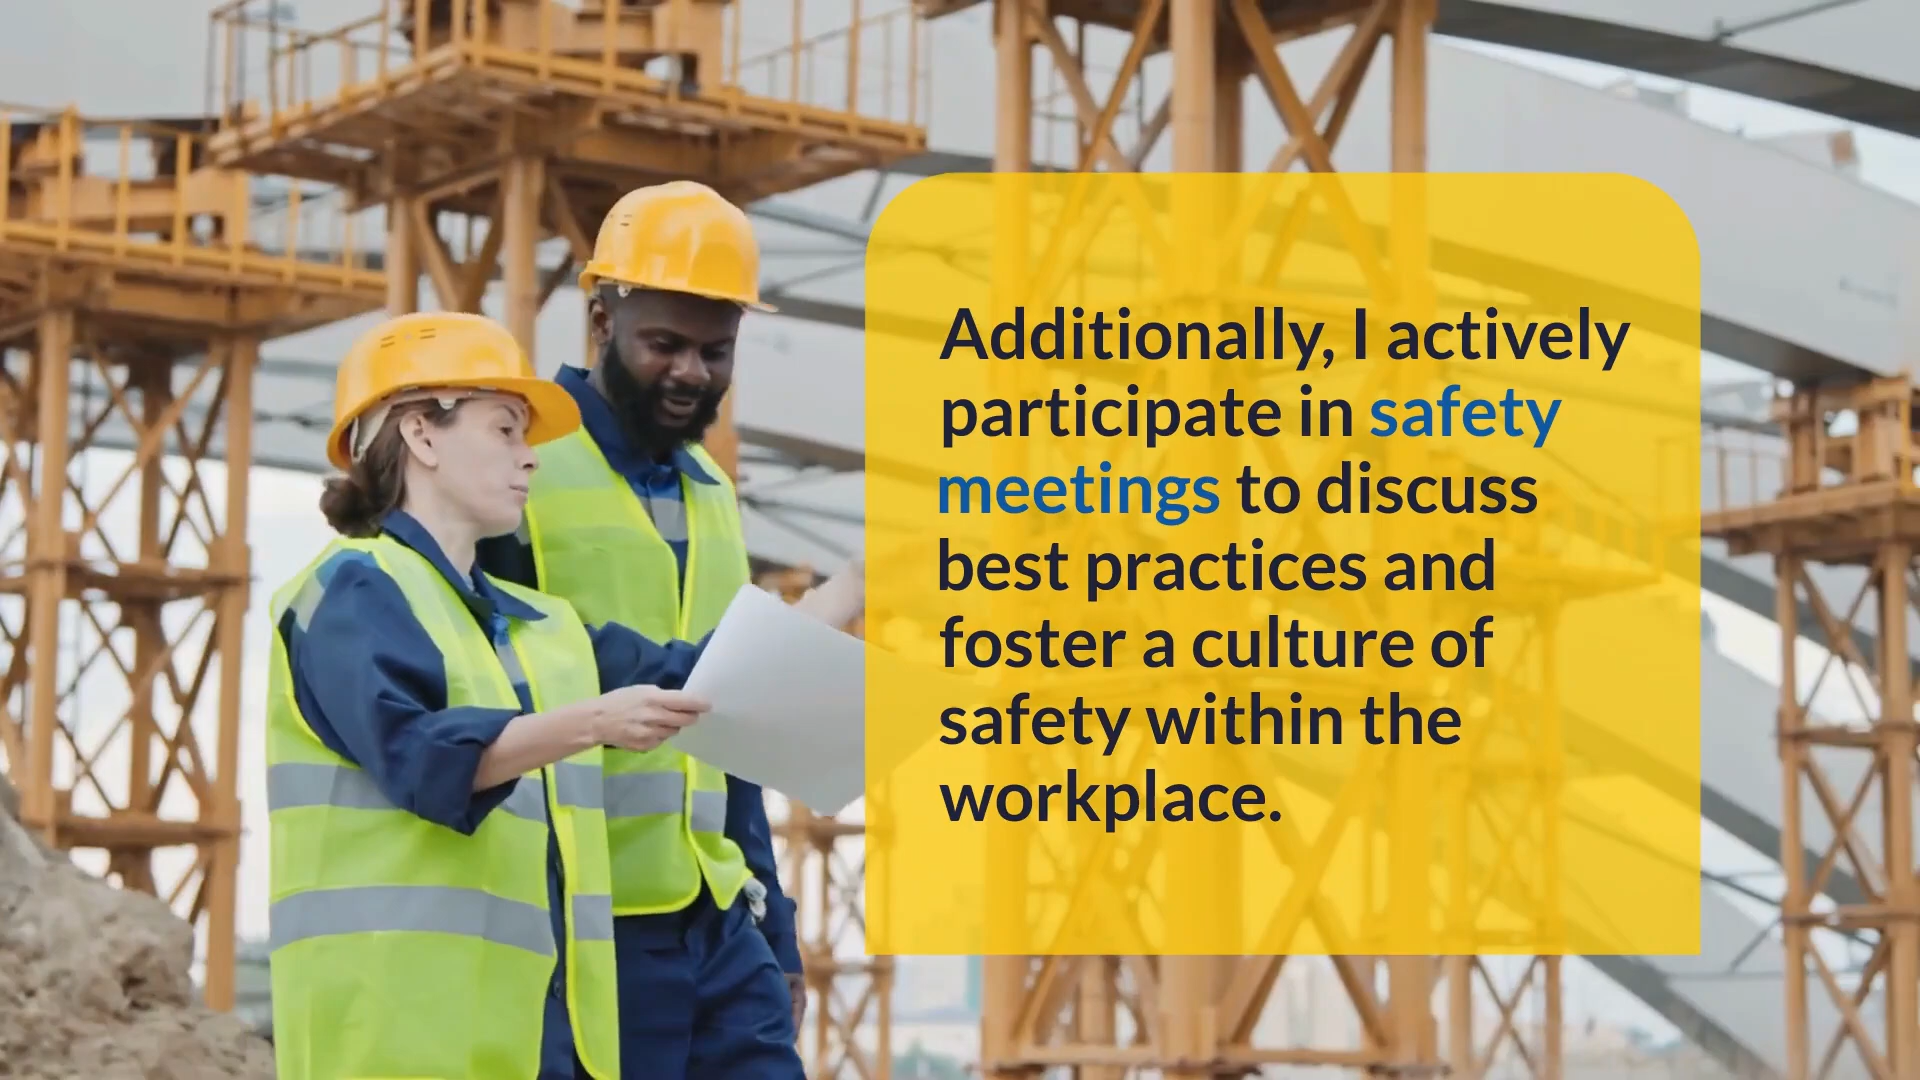 Additionally, I actively
participate in safety
meetings to discuss
best practices and
foster a culture of
safety within the
workplace.